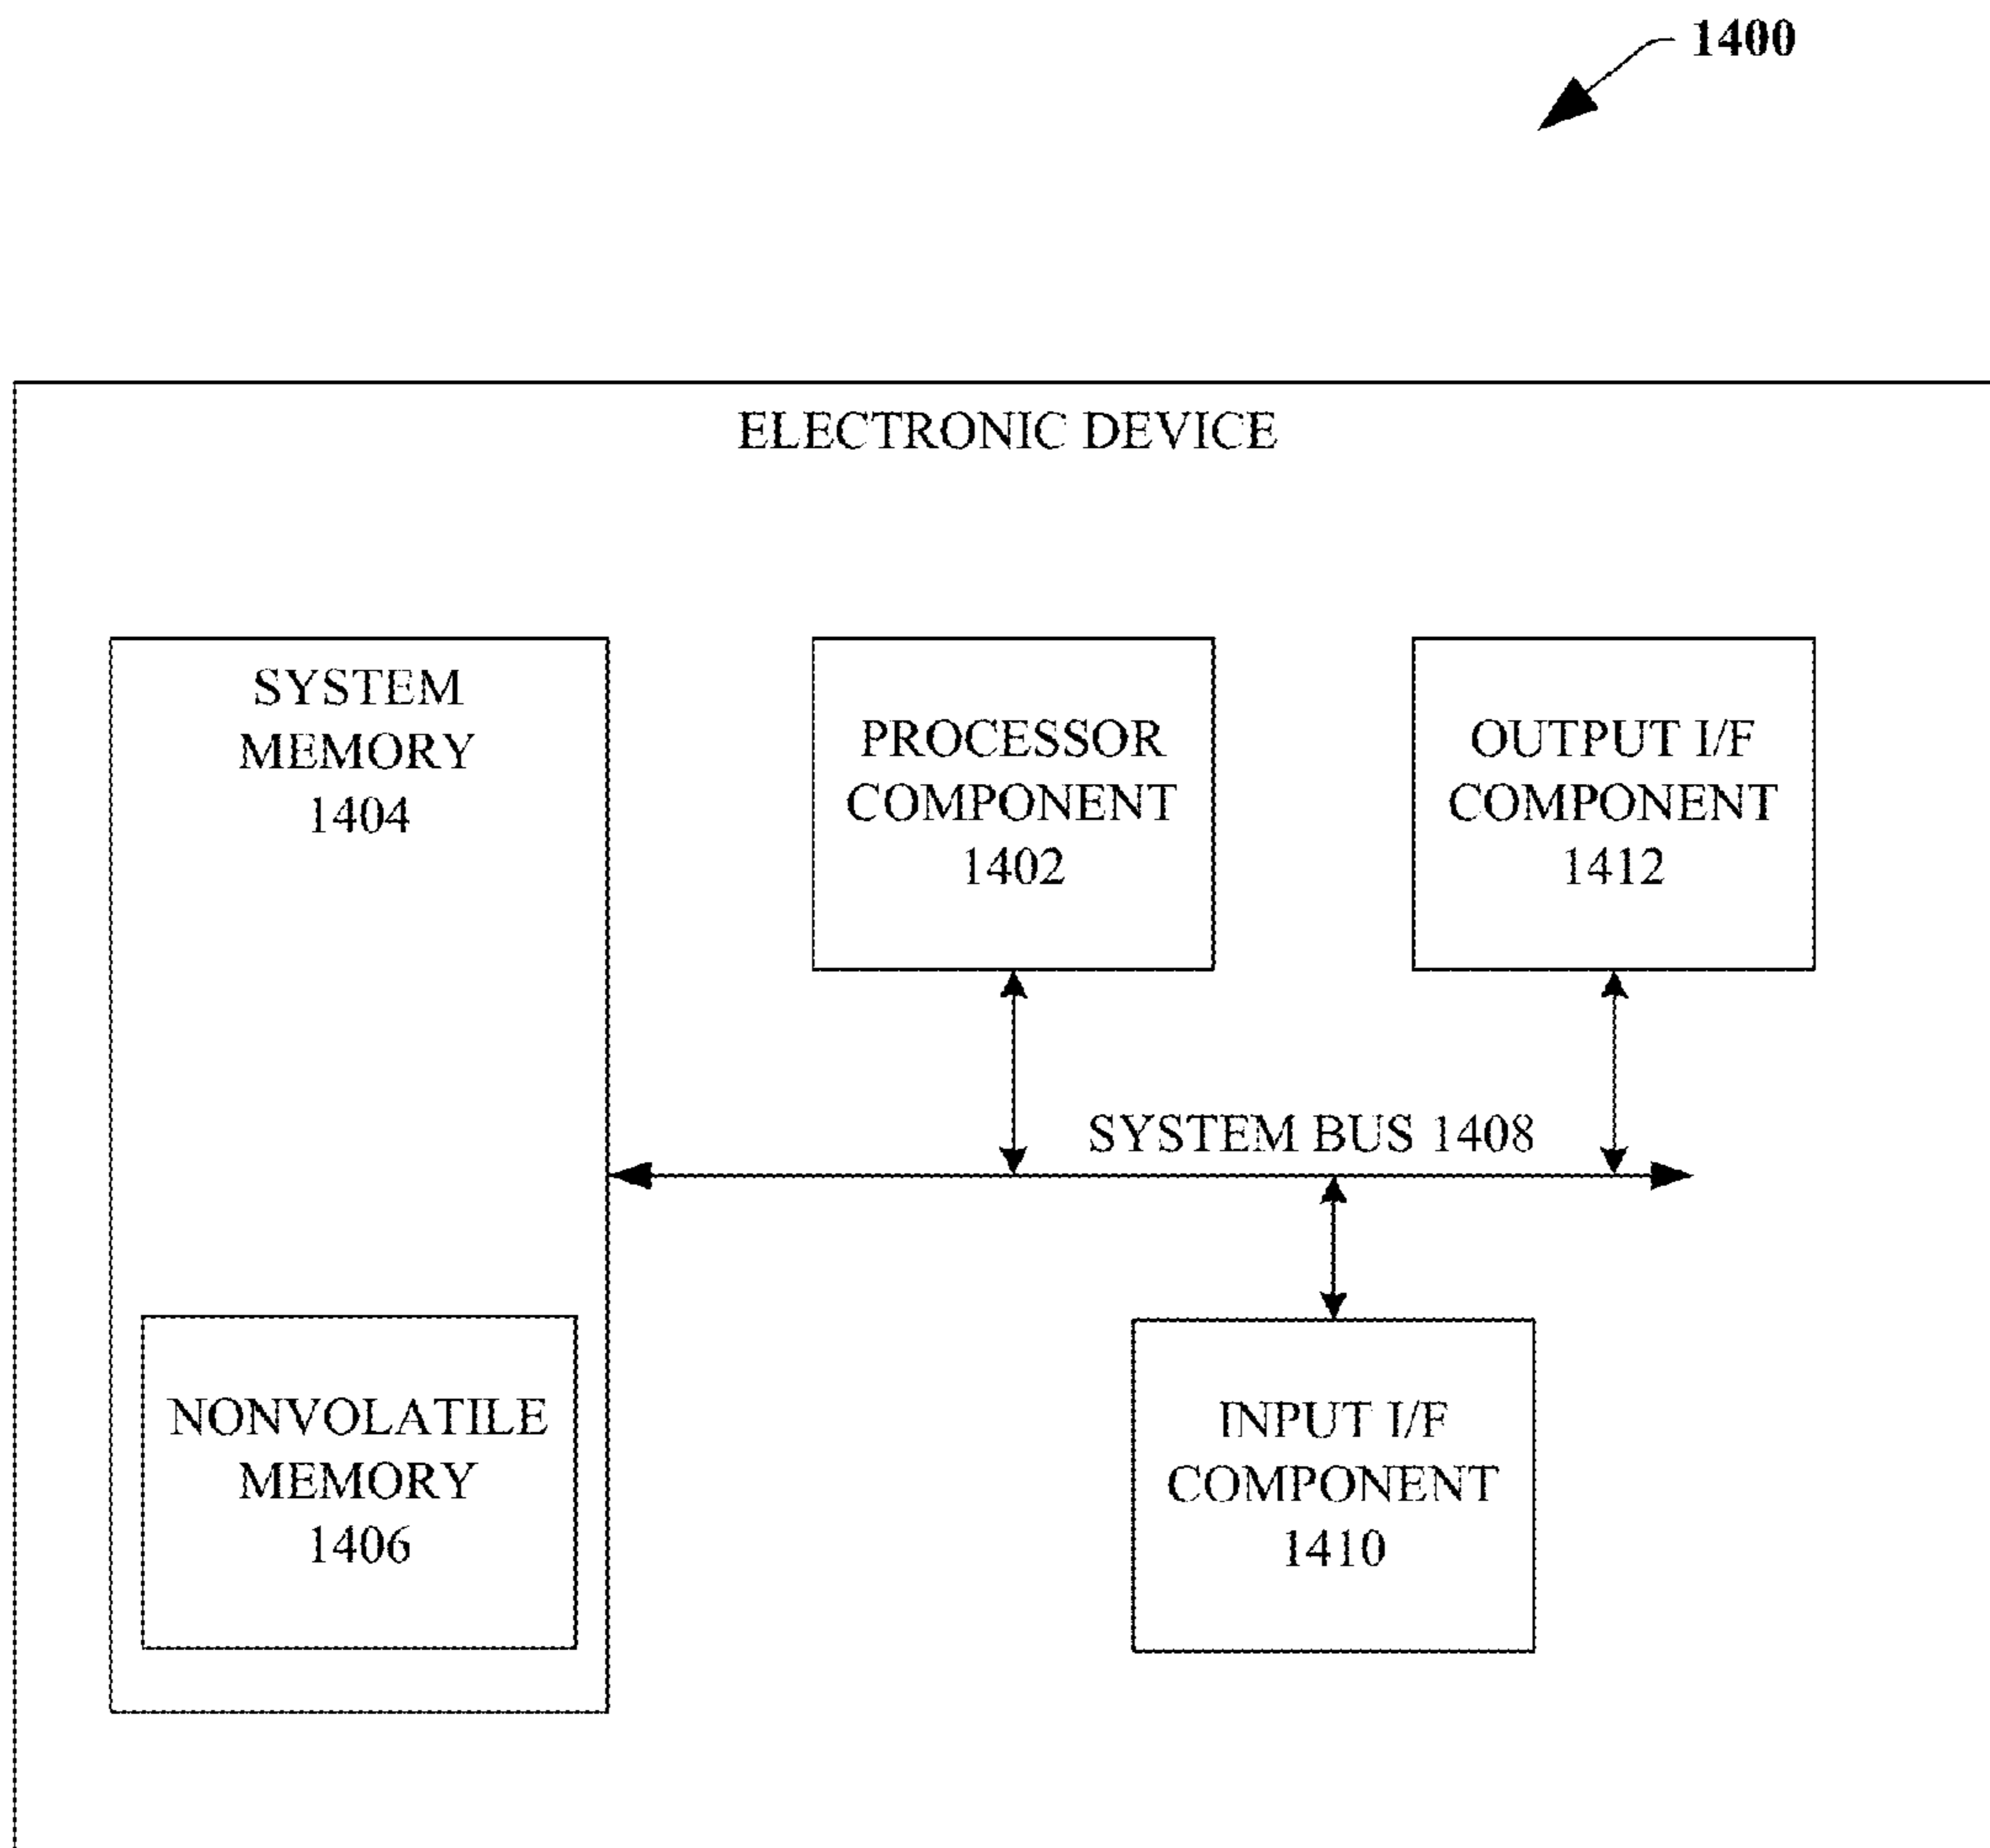 1400
ELECTRONIC DEVICE
SYSTEM
MEMORY
1404
PROCESSOR
COMPONENT
1402
OUTPUT I/F
COMPONENT
1412
SYSTEM BUS 1408
NONVOLATILE
MEMORY
1406
INPUT I/F
COMPONENT
1410